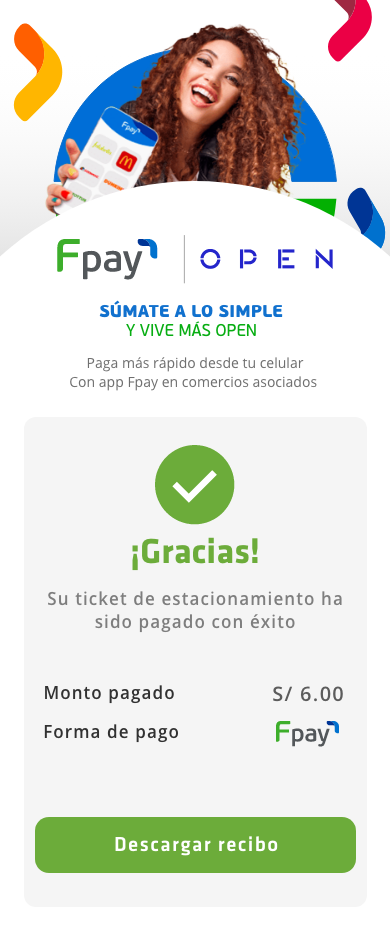 Fpay
Fpay
OPEN
SÚMATE A LO SIMPLE
Y VIVE MÁS OPEN
Paga más rápido desde tu celular
Con app Fpay en comercios asociados
¡Gracias!
Su ticket de estacionamiento ha
sido pagado con éxito
Monto pagado
S/ 6.00
Forma de pago
Fpay
Descargar recibo